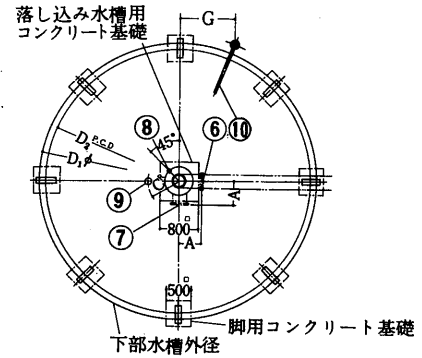 落し込み水槽用
コンクリート基礎
G
⑧
⑥
⑩
45°
D₂ P.C.D
D₁φ
⑨
C
A
⑦
800□
A
500□
脚用コンクリート基礎
下部水槽外径